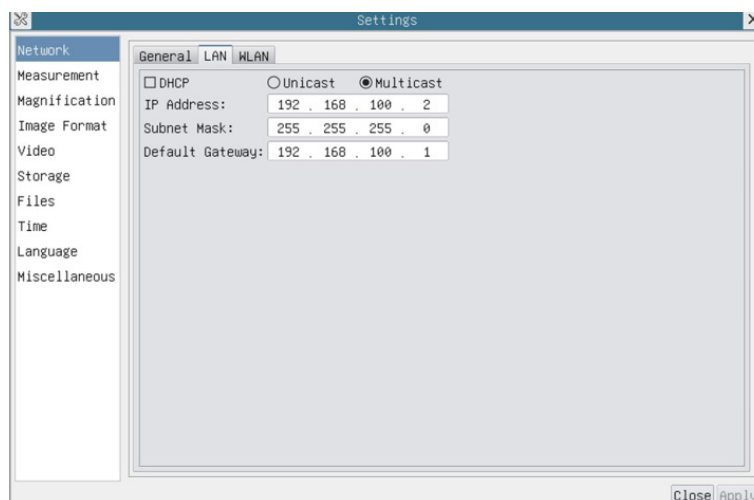 Settings
Network
Measurement
Magnification
Image Format
Video
Storage
Files
Time
Language
Miscellaneous
General LAN WLAN
DHCP Unicast Multicast
IP Address: 192 . 168 . 100 . 2
Subnet Mask: 255 . 255 . 255 . 0
Default Gateway: 192 . 168 . 100 . 1
Close Apply